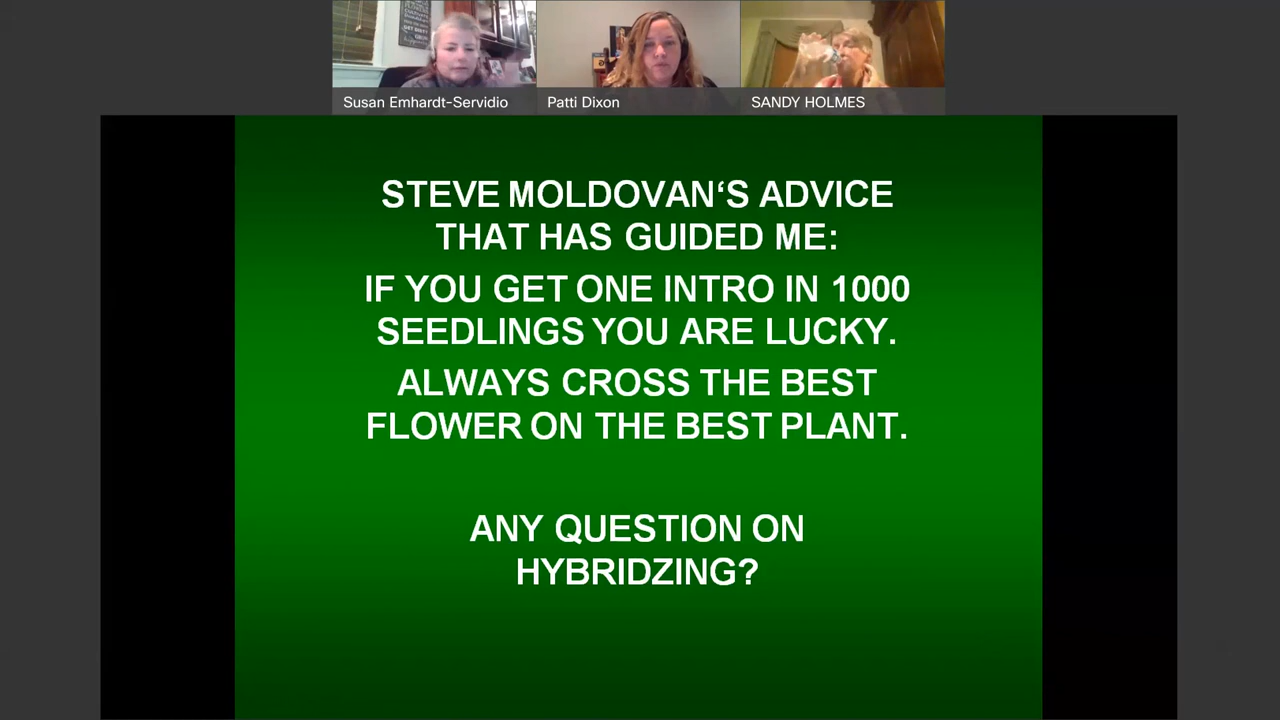 Susan Emhardt-Servidio
Patti Dixon
SANDY HOLMES
STEVE MOLDOVAN‘S ADVICE
THAT HAS GUIDED ME:
IF YOU GET ONE INTRO IN 1000
SEEDLINGS YOU ARE LUCKY.
ALWAYS CROSS THE BEST
FLOWER ON THE BEST PLANT.
ANY QUESTION ON
HYBRIDZING?